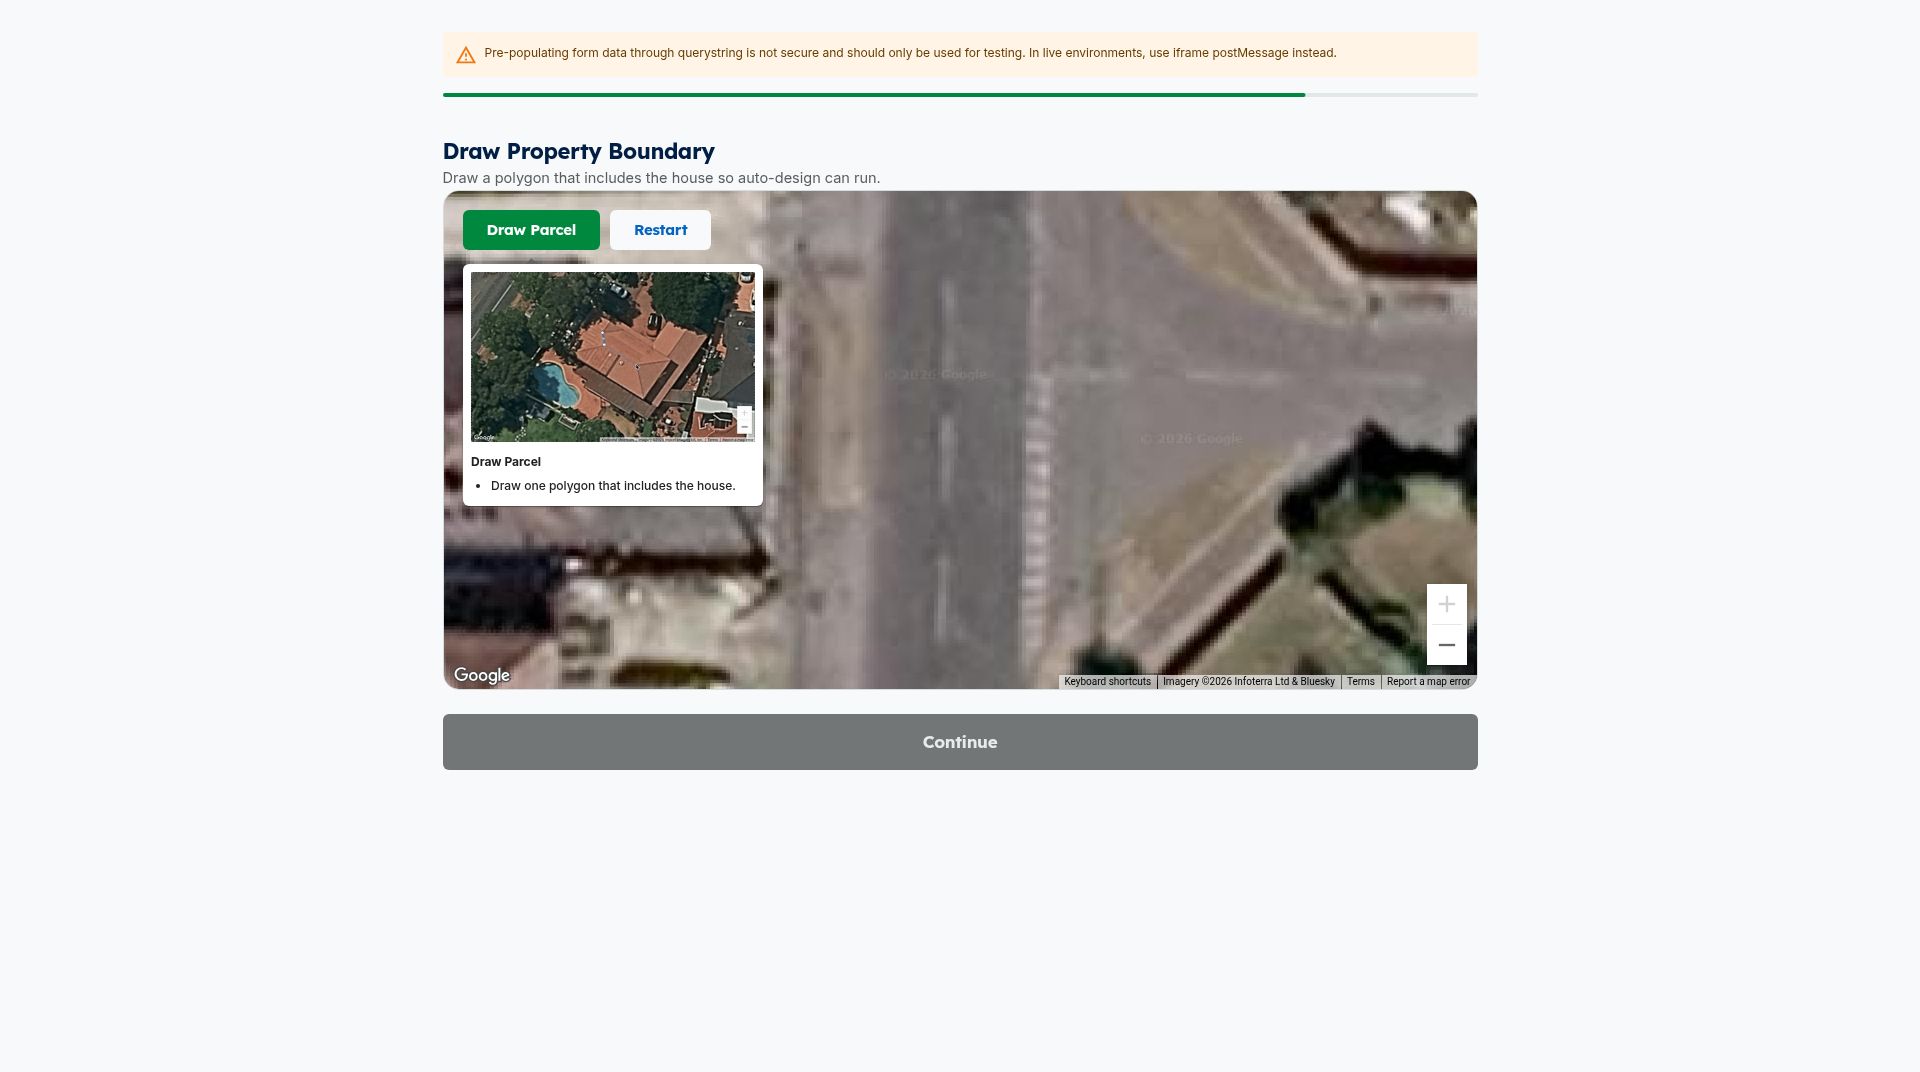 Pre-populating form data through querystring is not secure and should only be used for testing. In live environments, use iframe postMessage instead.
Draw Property Boundary
Draw a polygon that includes the house so auto-design can run.
Draw Parcel
Restart
Google
Draw Parcel
• Draw one polygon that includes the house.
© 2026 Google
© 2026 Google
Google
Keyboard shortcuts
Imagery ©2026 Infoterra Ltd & Bluesky
Terms
Report a map error
Continue